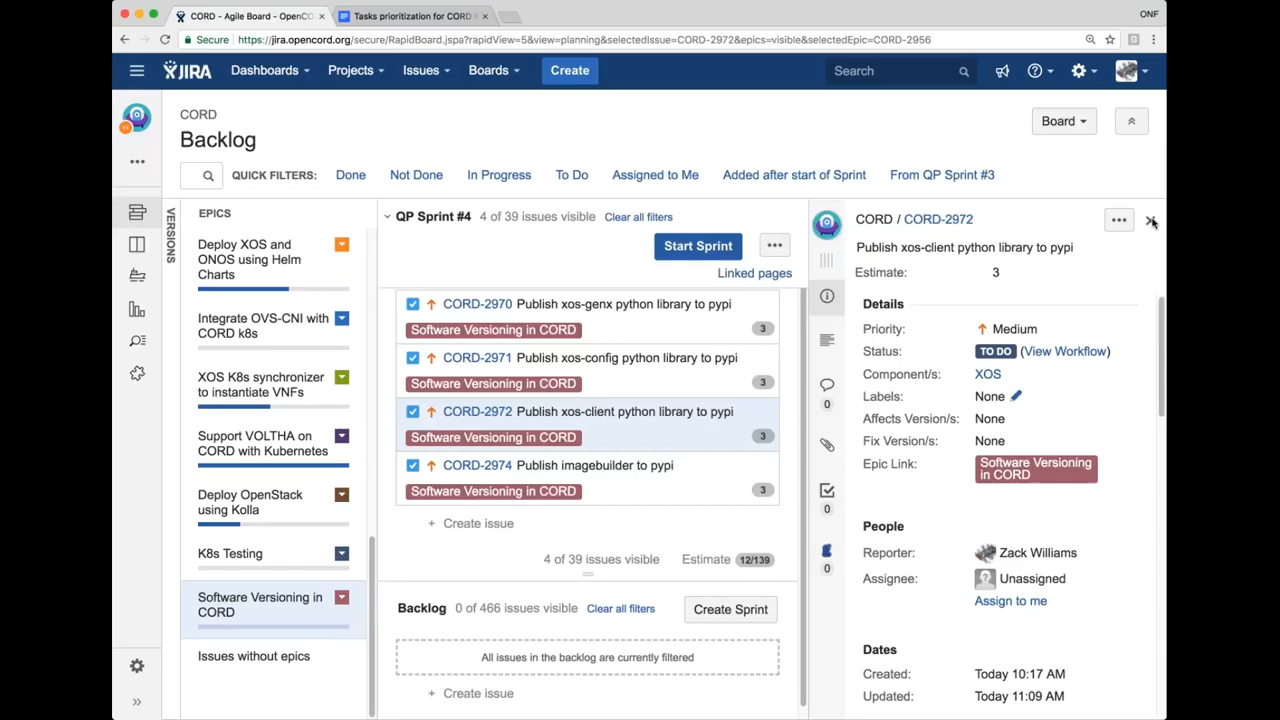 CORD - Agile Board - OpenCO
Tasks prioritization for CORD
ONF
Secure
https://jira.opencord.org/secure/RapidBoard.jspa?rapidView=5&view=planning&selectedIssue=CORD-2972&epics=visible&selectedEpic=CORD-2956
JIRA
Dashboards
Projects
Issues
Boards
Create
Search
CORD
Backlog
Board
QUICK FILTERS:
Done
Not Done
In Progress
To Do
Assigned to Me
Added after start of Sprint
From QP Sprint #3
VERSIONS
EPICS
Deploy XOS and
ONOS using Helm
Charts
Integrate OVS-CNI with
CORD k8s
XOS K8s synchronizer
to instantiate VNFs
Support VOLTHA on
CORD with Kubernetes
Deploy OpenStack
using Kolla
K8s Testing
Software Versioning in
CORD
Issues without epics
QP Sprint #4
4 of 39 issues visible
Clear all filters
Start Sprint
Linked pages
CORD-2970 Publish xos-genx python library to pypi
Software Versioning in CORD
3
CORD-2971 Publish xos-config python library to pypi
Software Versioning in CORD
3
CORD-2972 Publish xos-client python library to pypi
Software Versioning in CORD
3
CORD-2974 Publish imagebuilder to pypi
Software Versioning in CORD
3
+ Create issue
4 of 39 issues visible
Estimate 12/139
Backlog
0 of 466 issues visible
Clear all filters
Create Sprint
All issues in the backlog are currently filtered
+ Create issue
CORD / CORD-2972
Publish xos-client python library to pypi
Estimate: 3
Details
Priority: Medium
Status: TO DO (View Workflow)
Component/s: XOS
Labels: None
Affects Version/s: None
Fix Version/s: None
Epic Link: Software Versioning
in CORD
People
Reporter: Zack Williams
Assignee: Unassigned
Assign to me
Dates
Created: Today 10:17 AM
Updated: Today 11:09 AM
0
0
0